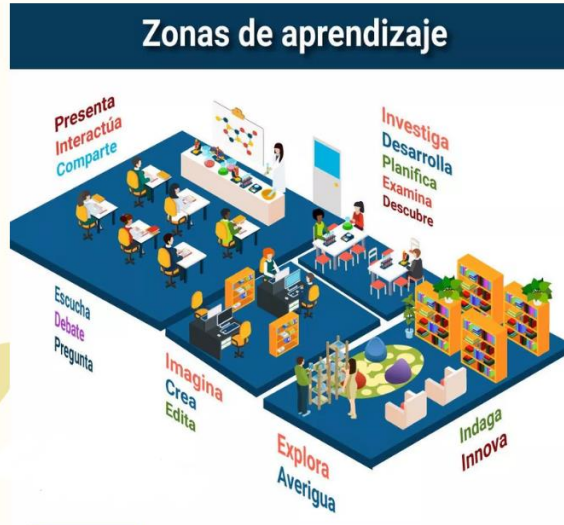 Zonas de aprendizaje
Presenta
Interactúa
Comparte
Investiga
Desarrolla
Planifica
Examina
Descubre
Escucha
Debate
Pregunta
Imagina
Crea
Edita
Explora
Averigua
Indaga
Innova